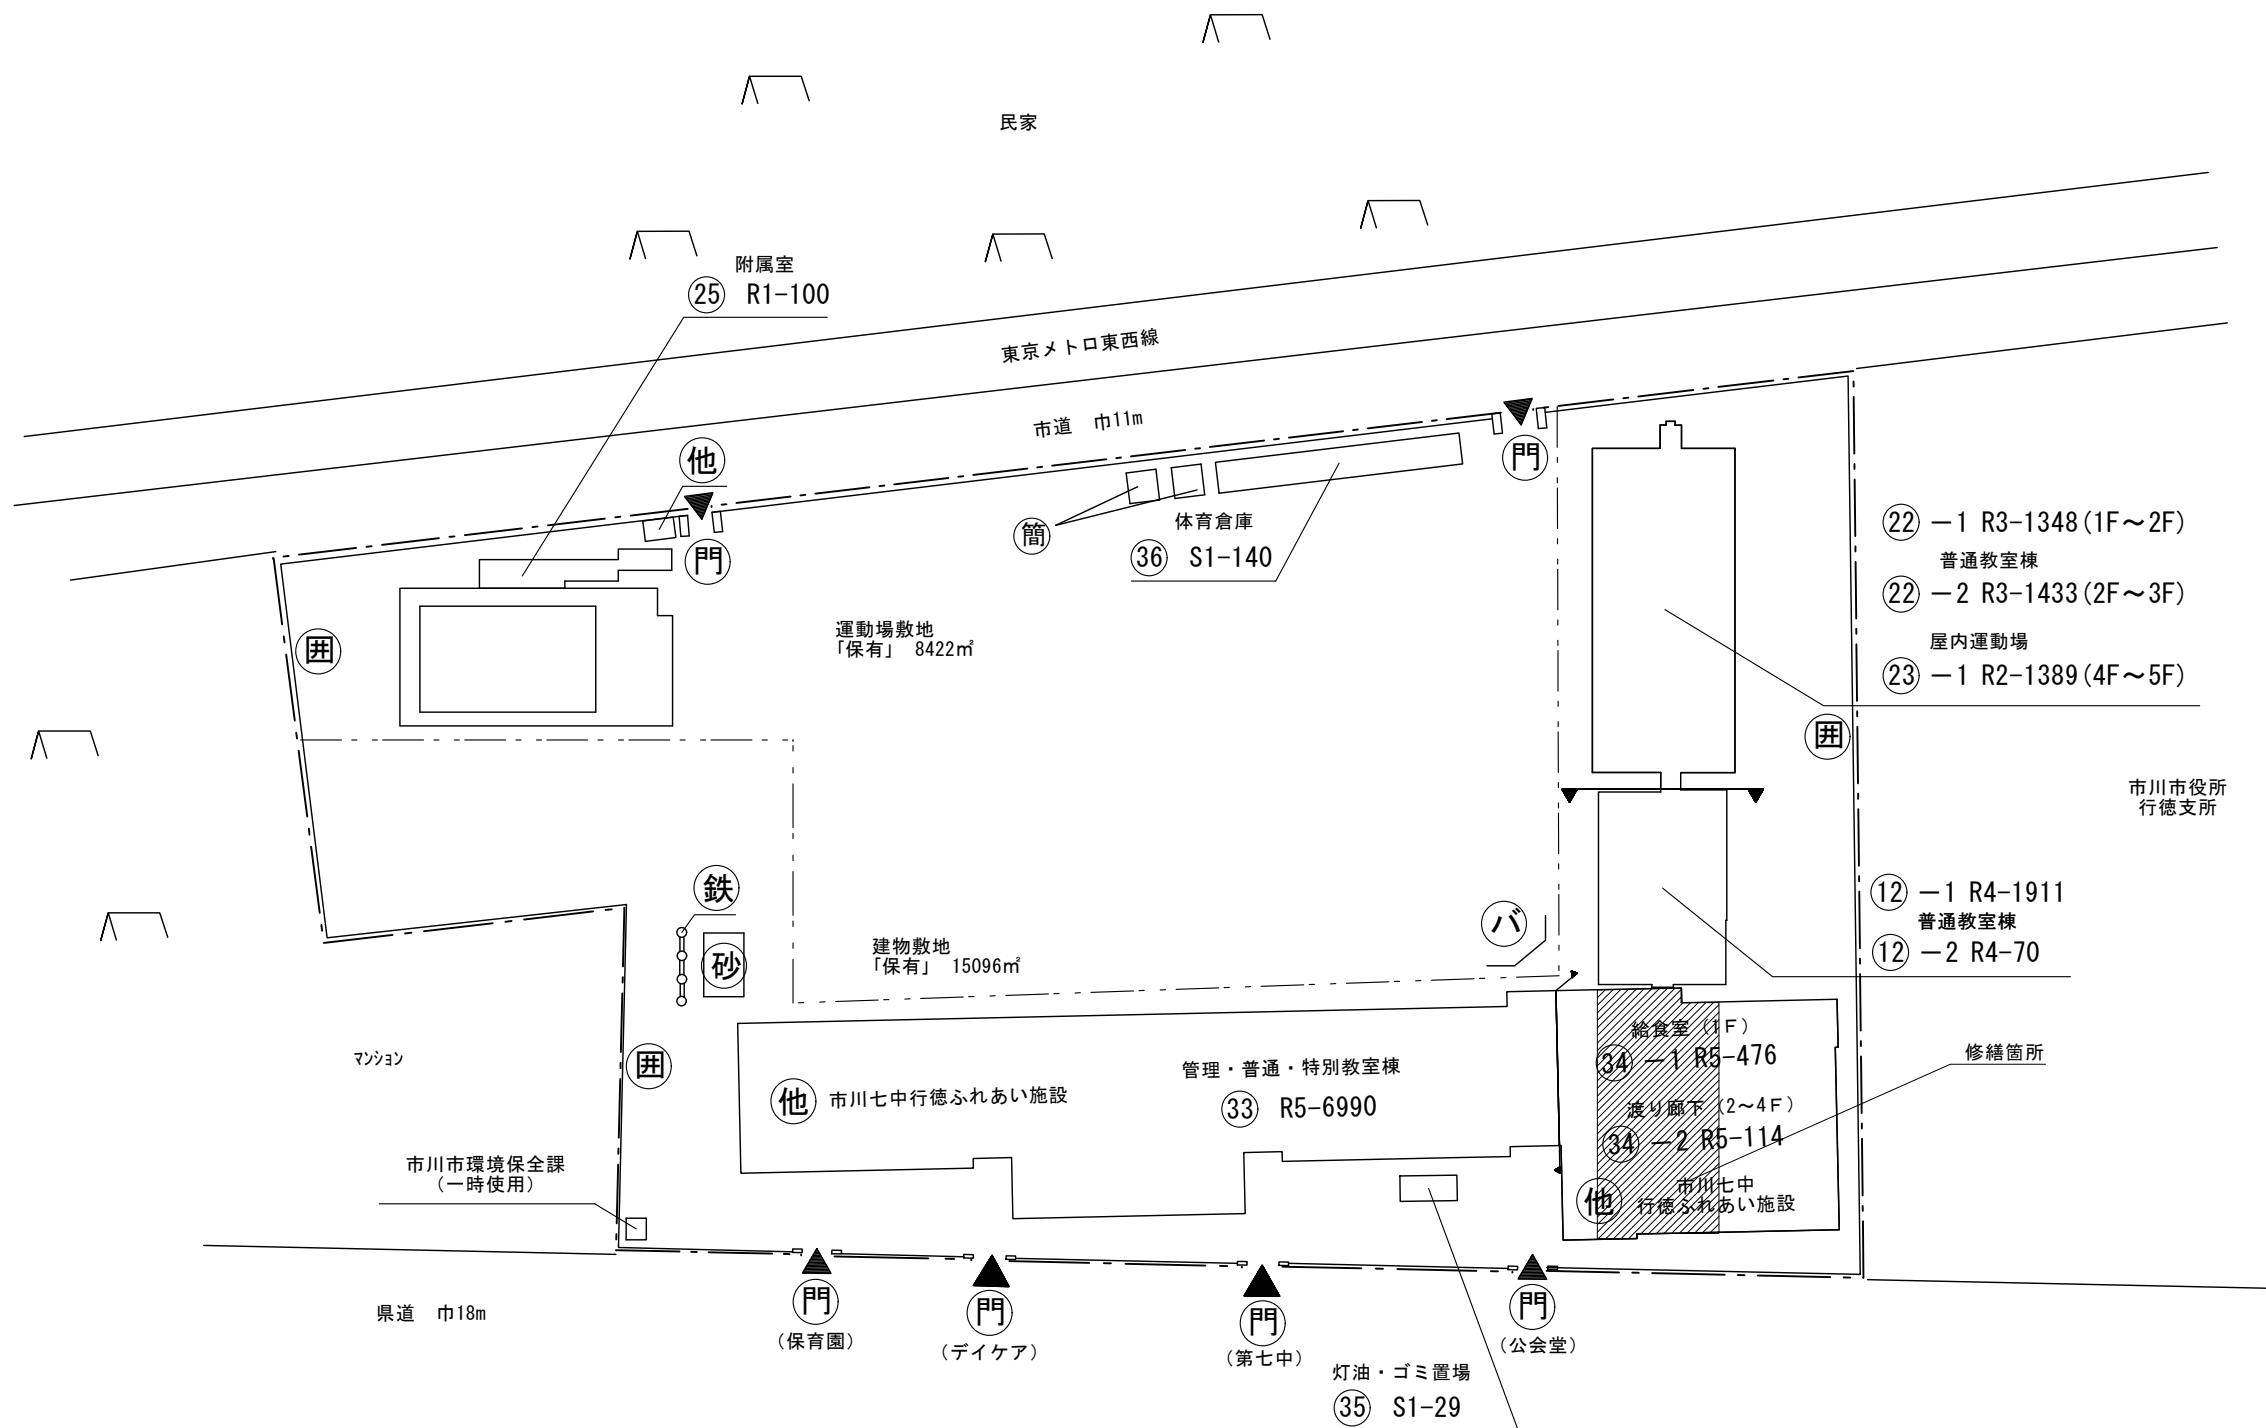 民家
附属室
㉕ R1-100
東京メトロ東西線
市道 巾11m
他
門
門
簡
体育倉庫
㊱ S1-140
㉒ -1 R3-1348(1F～2F)
普通教室棟
㉒ -2 R3-1433(2F～3F)
屋内運動場
㉓ -1 R2-1389(4F～5F)
囲
運動場敷地
「保有」 8422㎡
囲
市川市役所
行徳支所
鉄
砂
バ
⑫ -1 R4-1911
普通教室棟
⑫ -2 R4-70
建物敷地
「保有」 15096㎡
マンション
囲
他 市川七中行徳ふれあい施設
管理・普通・特別教室棟
㉝ R5-6990
給食室(1F)
㉞ -1 R5-476
渡り廊下(2～4F)
㉞ -2 R5-114
修繕箇所
他
市川七中
行徳ふれあい施設
市川市環境保全課
(一時使用)
県道 巾18m
門
(保育園)
門
(デイケア)
門
(第七中)
門
(公会堂)
灯油・ゴミ置場
㉟ S1-29